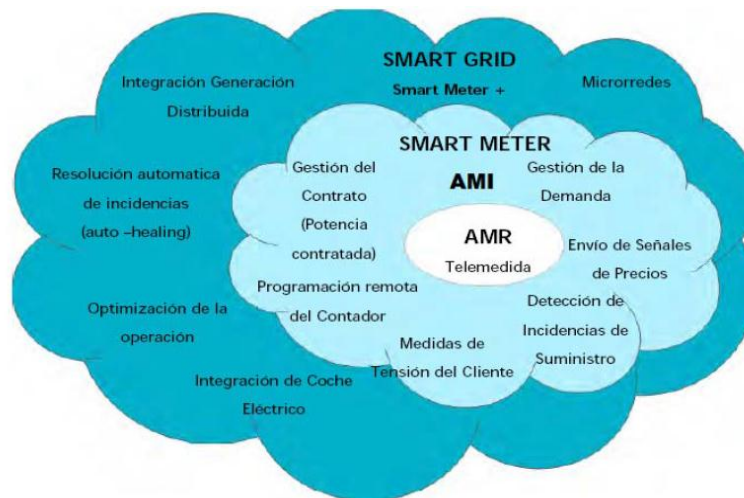 SMART GRID
Smart Meter +
Integración Generación
Distribuida
Microrredes
Resolución automatica
de incidencias
(auto –healing)
Optimización de la
operación
Integración de Coche
Eléctrico
SMART METER
AMI
Gestión del
Contrato
(Potencia
contratada)
Gestión de la
Demanda
AMR
Telemedida
Envío de Señales
de Precios
Programación remota
del Contador
Detección de
Incidencias de
Suministro
Medidas de
Tensión del Cliente